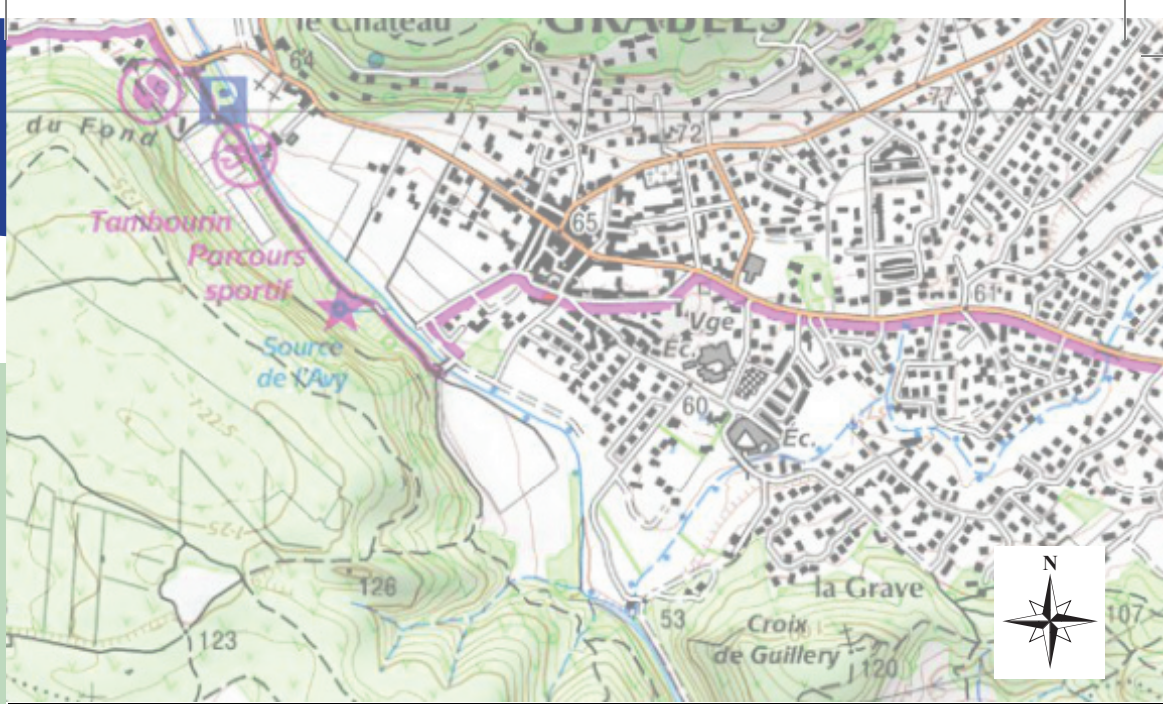 le Château
GRABELS
64
P
75
77
du Fond
72
125
65
Tambourin
Parcours
sportif
61
Vge
Éc.
Source
de l'Avy
60
122.5
Éc.
125
N
126
la Grave
107
53
Croix
de Guillery
123
120